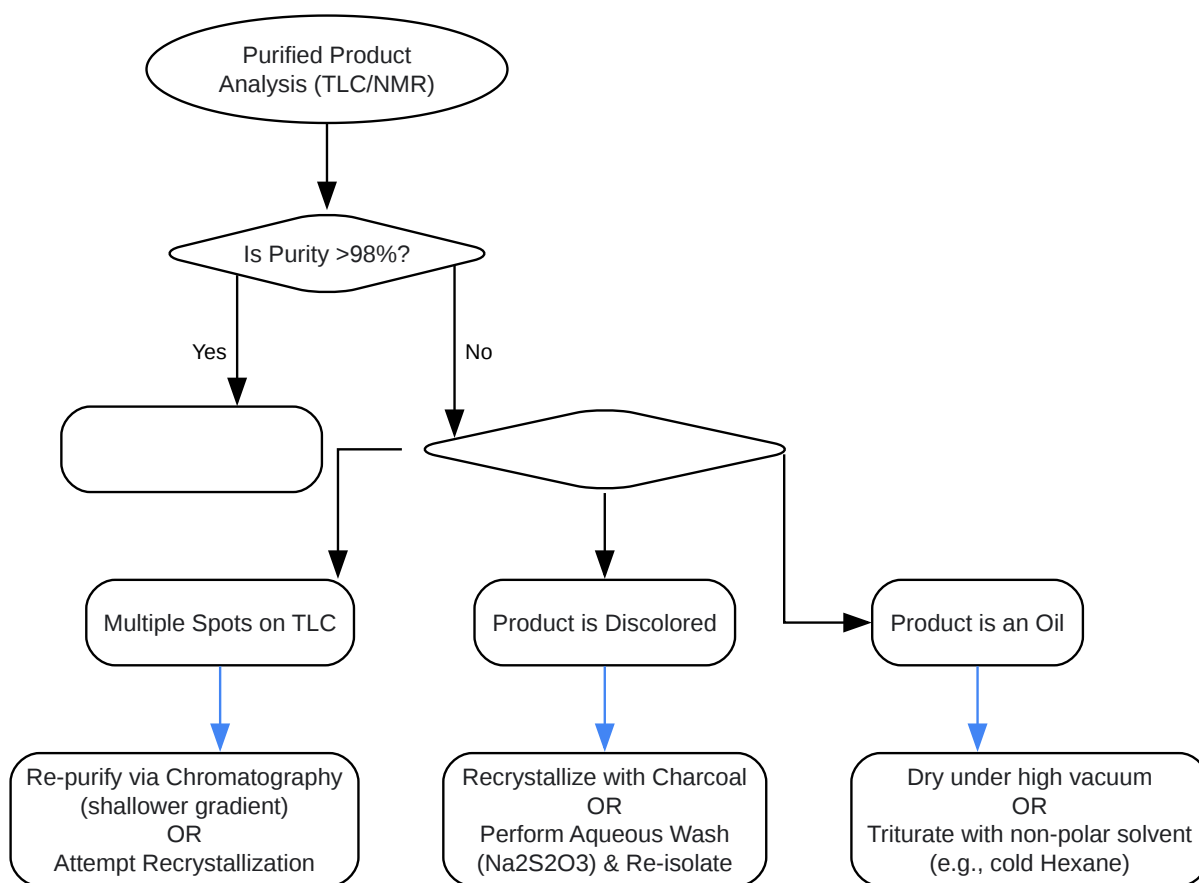 Purified Product
Analysis (TLC/NMR)
Is Purity >98%?
Yes
No
Multiple Spots on TLC
Product is Discolored
Product is an Oil
Re-purify via Chromatography
(shallower gradient)
OR
Attempt Recrystallization
Recrystallize with Charcoal
OR
Perform Aqueous Wash
(Na2S2O3) & Re-isolate
Dry under high vacuum
OR
Triturate with non-polar solvent
(e.g., cold Hexane)